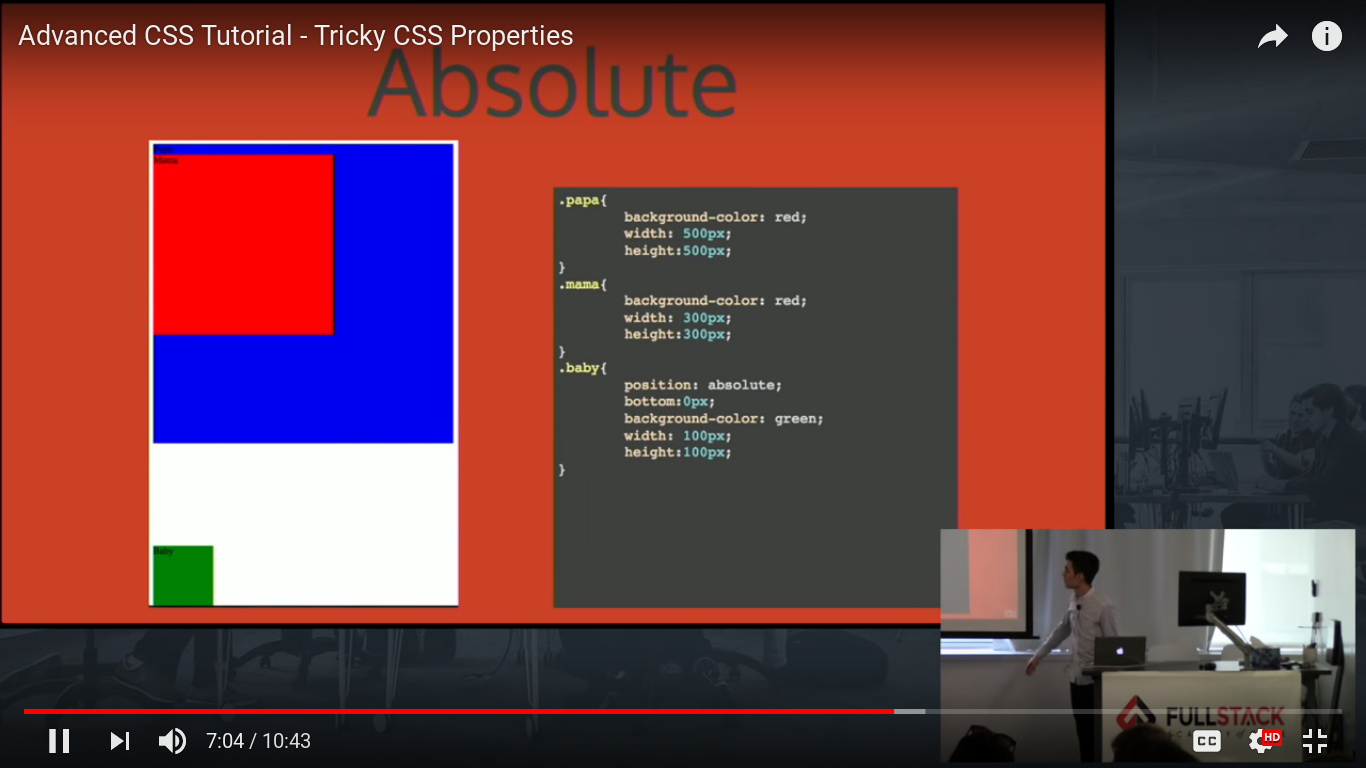 Advanced CSS Tutorial - Tricky CSS Properties
Absolute
Mama
Baby
.papa{
background-color: red;
width: 500px;
height:500px;
}
.mama{
background-color: red;
width: 300px;
height:300px;
}
.baby{
position: absolute;
bottom:0px;
background-color: green;
width: 100px;
height:100px;
}
FULLSTACK
7:04 / 10:43
CC
HD